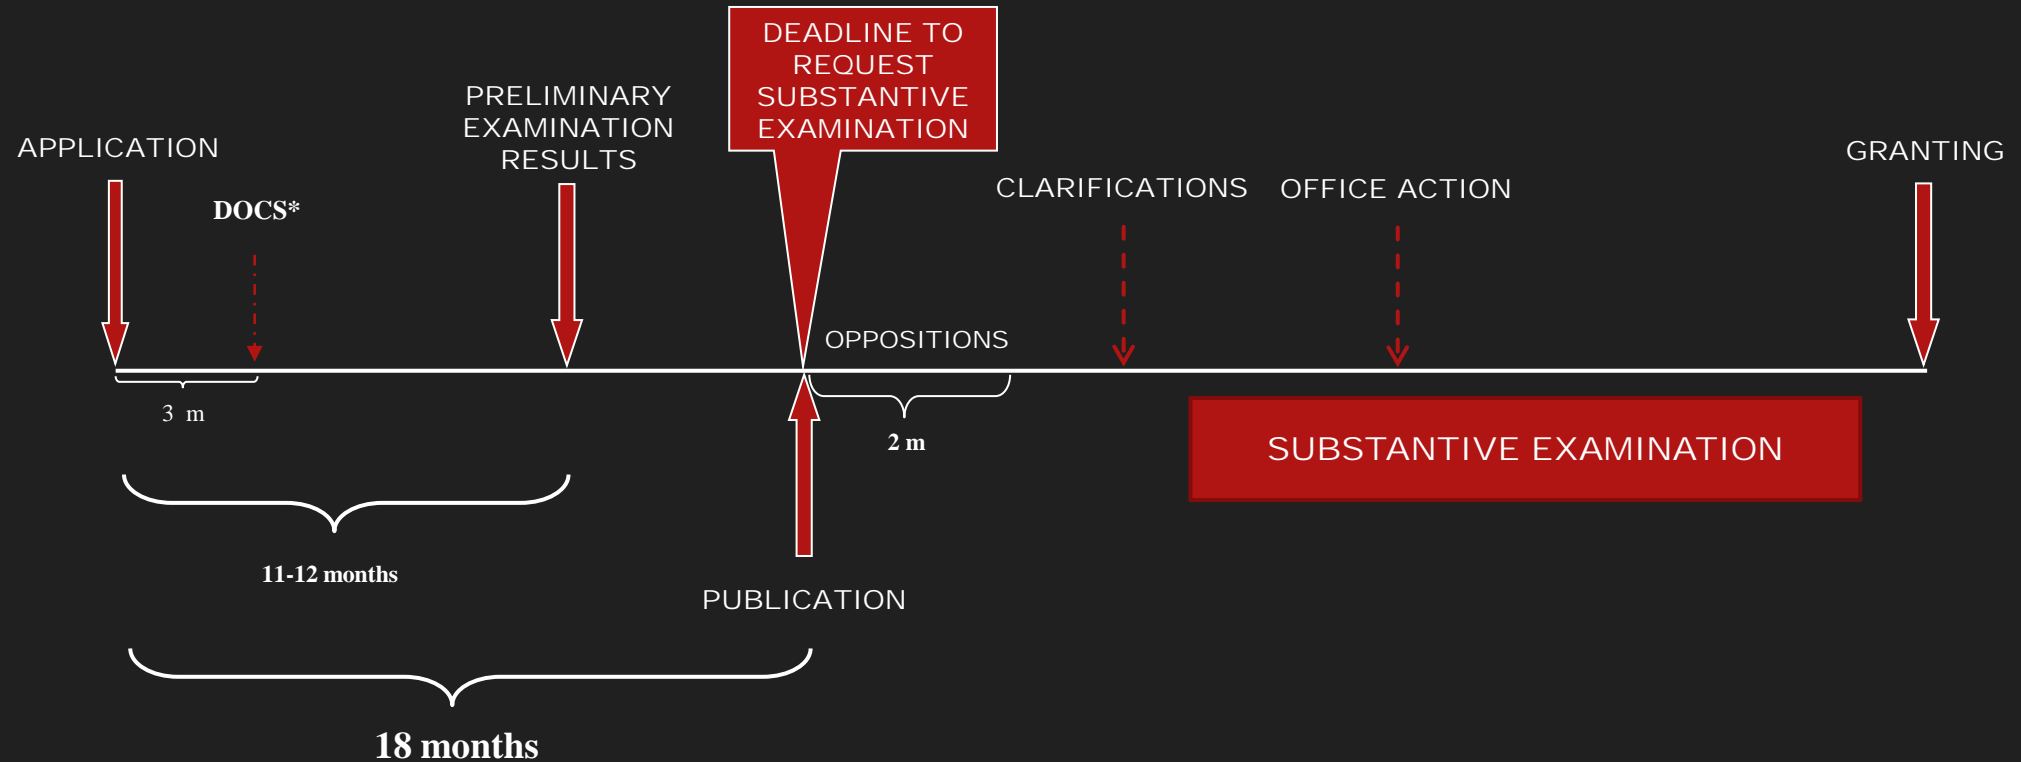 DEADLINE TO
REQUEST
SUBSTANTIVE
EXAMINATION
PRELIMINARY
EXAMINATION
RESULTS
APPLICATION
GRANTING
CLARIFICATIONS
OFFICE ACTION
DOCS*
OPPOSITIONS
3 m
2 m
SUBSTANTIVE EXAMINATION
11-12 months
PUBLICATION
18 months